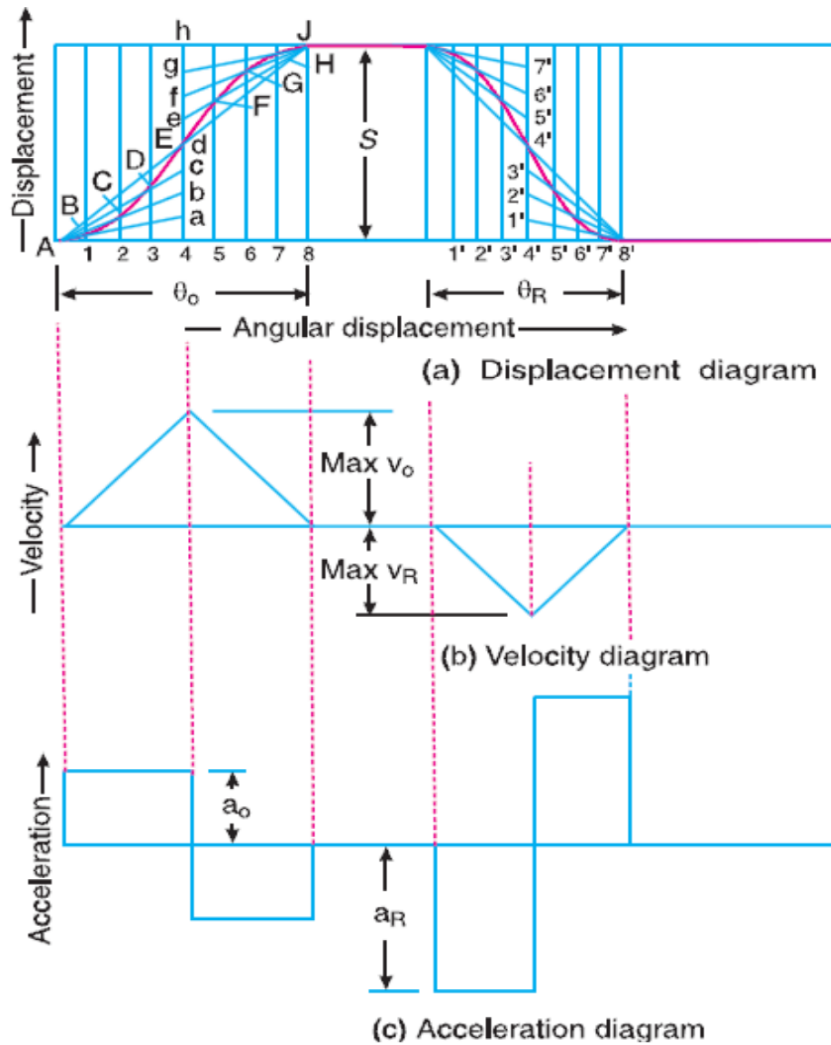 Displacement
h J
g H
f G
e F
E d
D c
C b
B a
A
S
1 2 3 4 5 6 7 8
7'
6'
5'
4'
3'
2'
1'
1' 2' 3' 4' 5' 6' 7' 8'
θo θR
Angular displacement
(a) Displacement diagram
Velocity
Max vo
Max vR
(b) Velocity diagram
Acceleration
ao
aR
(c) Acceleration diagram